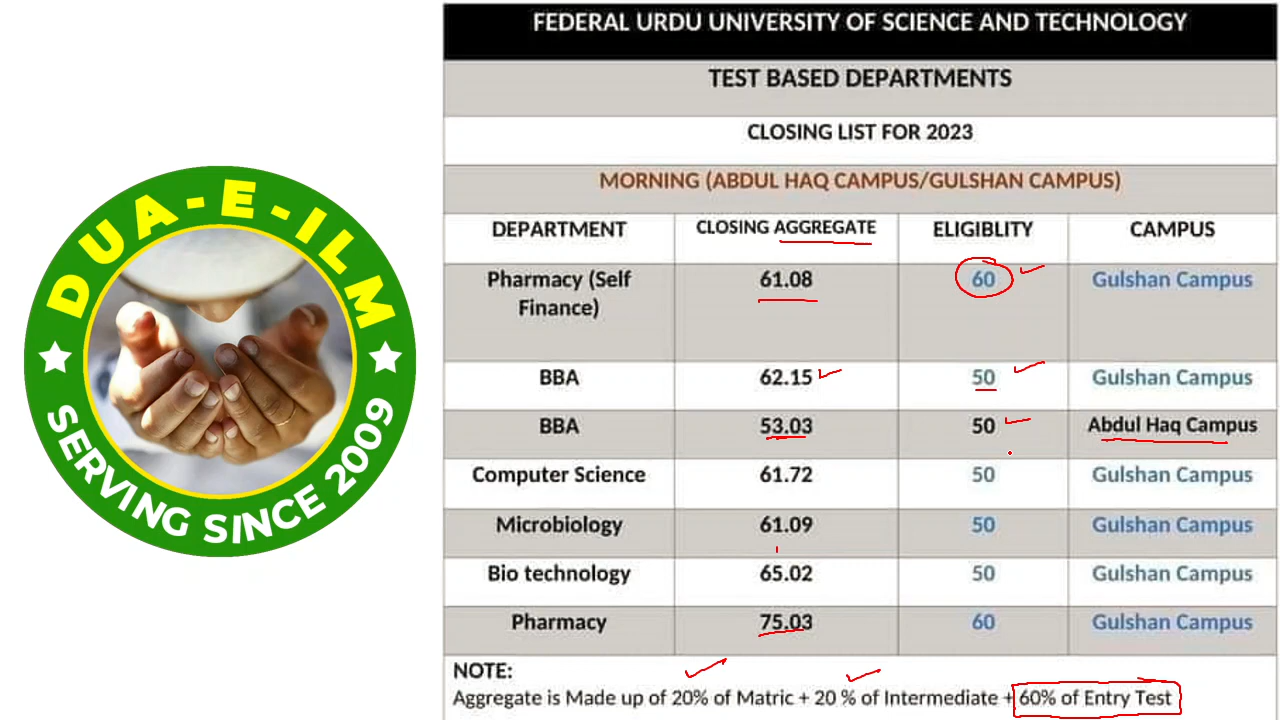 DUA-E-ILM
SERVING SINCE 2009
FEDERAL URDU UNIVERSITY OF SCIENCE AND TECHNOLOGY
TEST BASED DEPARTMENTS
CLOSING LIST FOR 2023
MORNING (ABDUL HAQ CAMPUS/GULSHAN CAMPUS)
DEPARTMENT CLOSING AGGREGATE ELIGIBLITY CAMPUS
Pharmacy (Self Finance) 61.08 60 Gulshan Campus
BBA 62.15 50 Gulshan Campus
BBA 53.03 50 Abdul Haq Campus
Computer Science 61.72 50 Gulshan Campus
Microbiology 61.09 50 Gulshan Campus
Bio technology 65.02 50 Gulshan Campus
Pharmacy 75.03 60 Gulshan Campus
NOTE:
Aggregate is Made up of 20% of Matric + 20 % of Intermediate + 60% of Entry Test